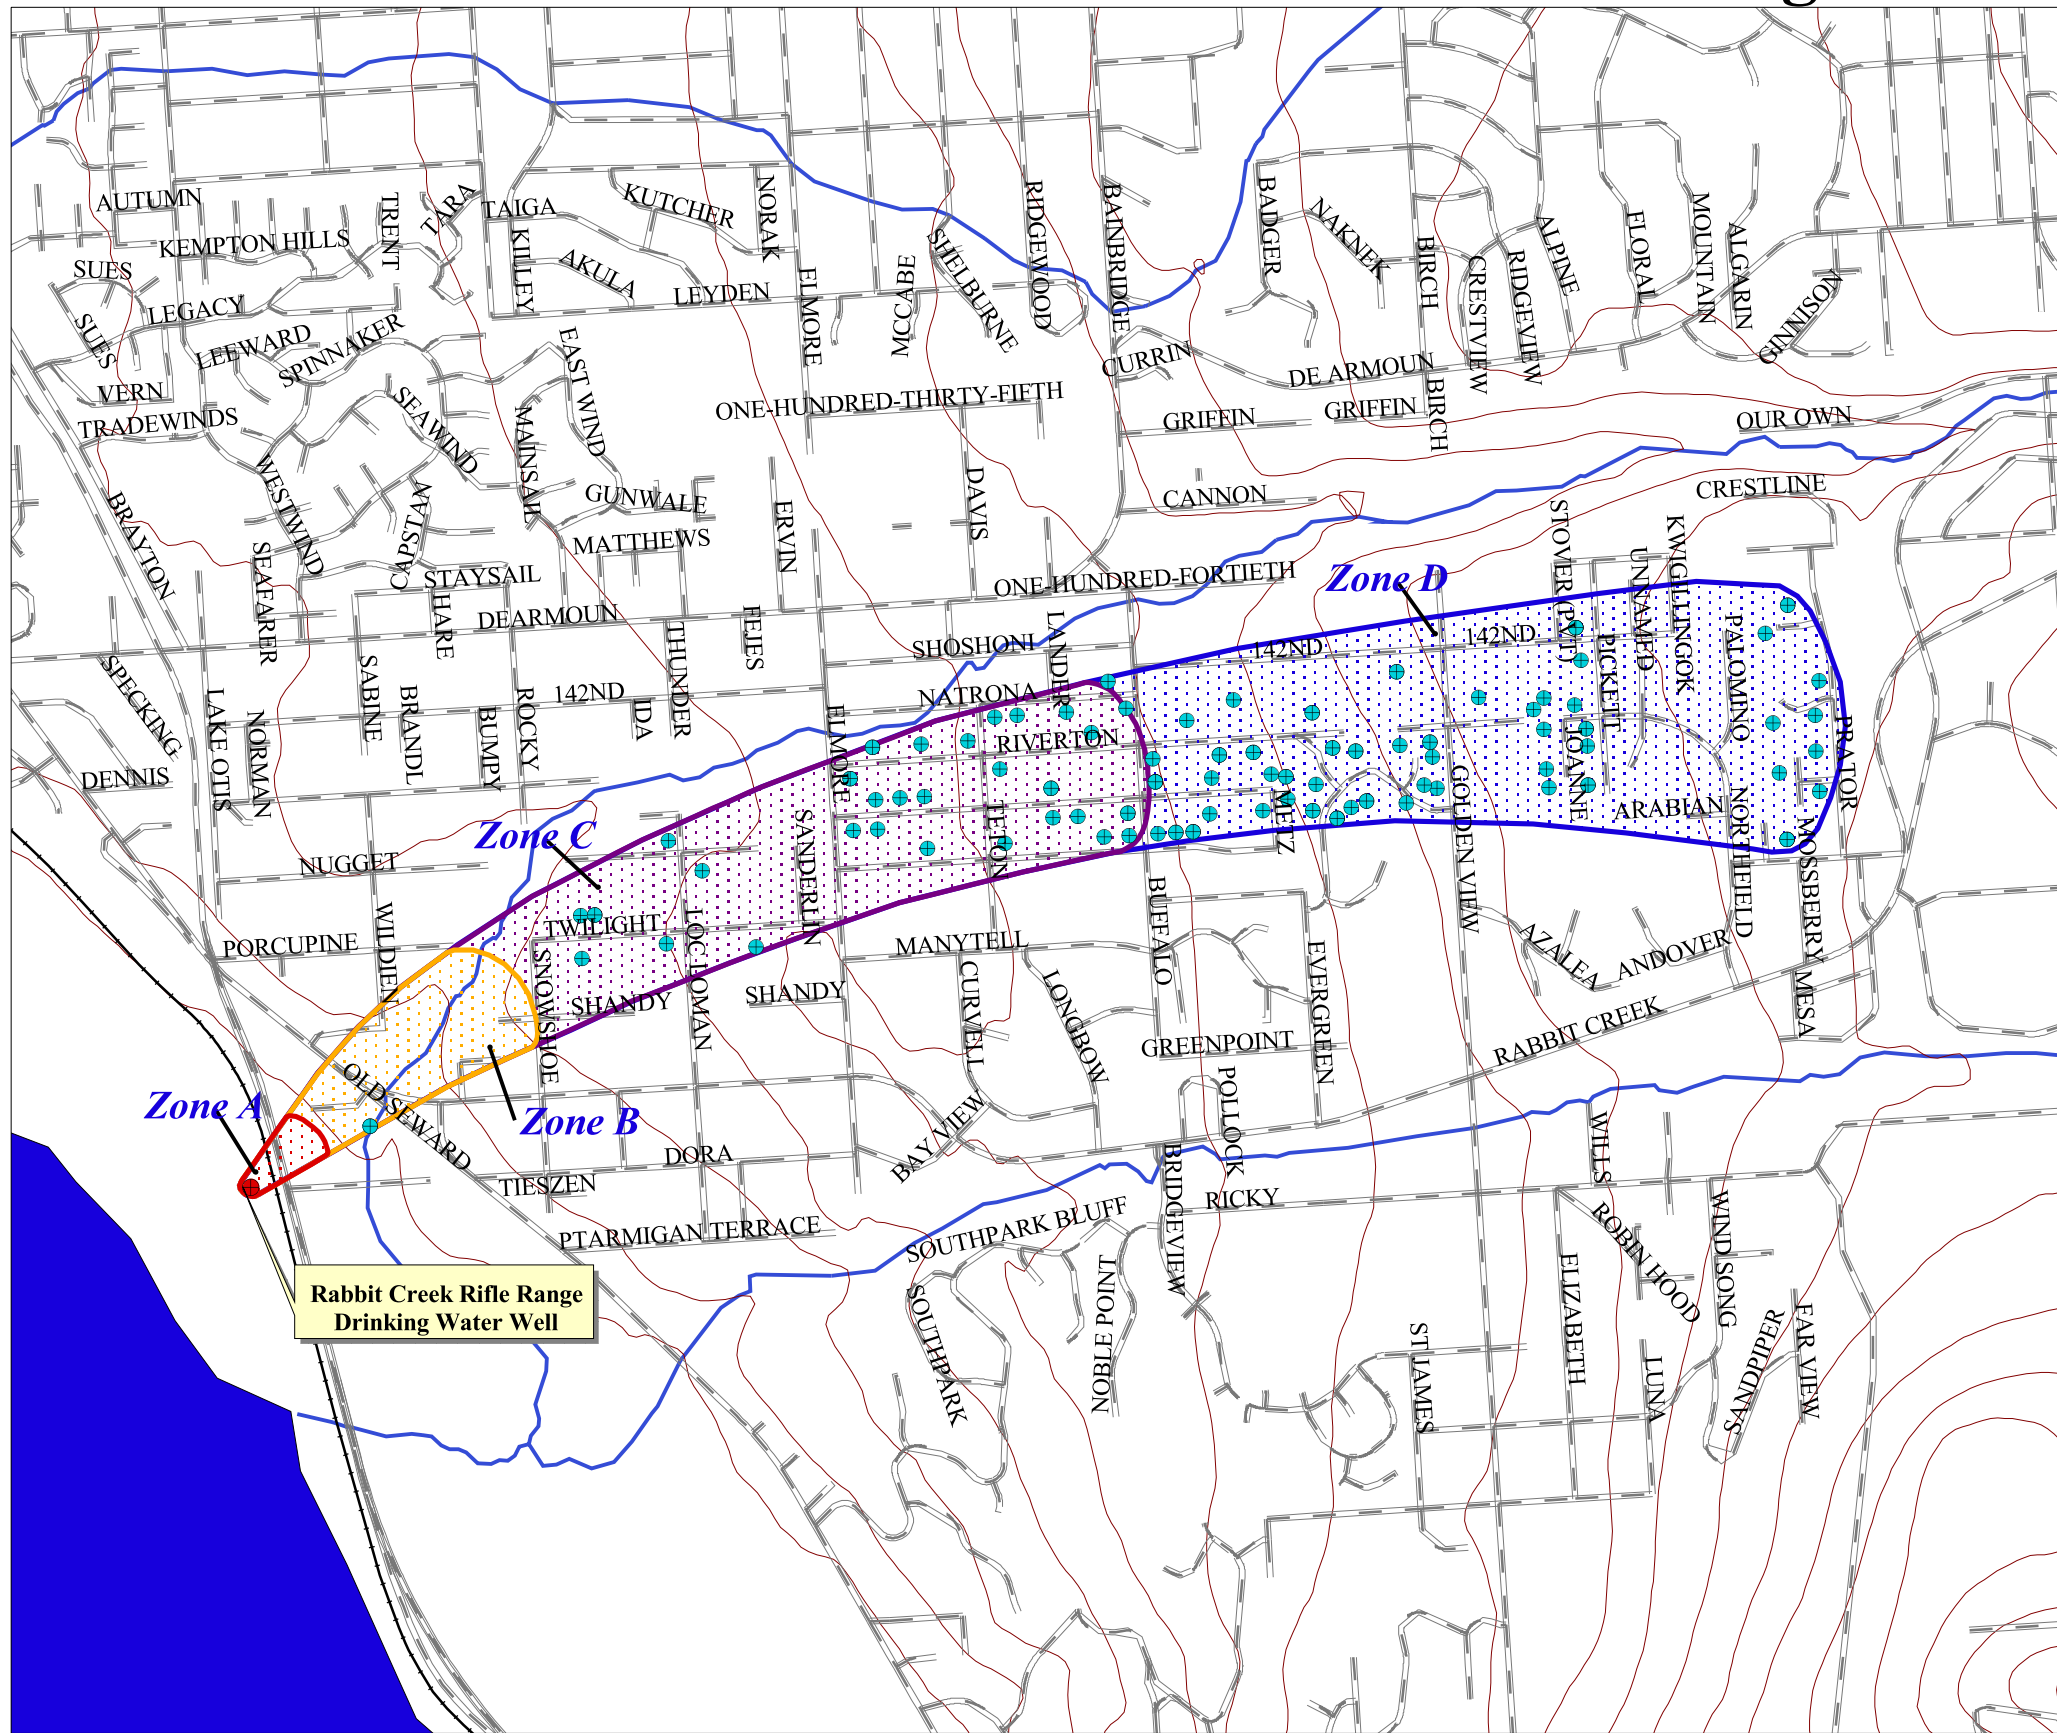 AUTUMN
TRENT
TARA
TAIGA
KUTCHER
NORAK
RIDGEWOOD
BAINBRIDGE
BADGER
NAKNEK
BIRCH
ALPINE
FLORAL
MOUNTAIN
ALGARIN
KEMPTON HILLS
KILLEY
AKULA
SHELBURNE
CRESTVIEW
RIDGEVIEW
SUES
LEGACY
LEYDEN
ELMORE
MCCABE
GINNISON
SUES
LEEWARD
SPINNAKER
EAST WIND
CURRIN
DE ARMOUN
VERN
SEAWIND
ONE-HUNDRED-THIRTY-FIFTH
GRIFFIN
GRIFFIN
BIRCH
OUR OWN
TRADEWINDS
MAINSAIL
WESTWIND
BRAYTON
CAPSTAN
GUNWALE
DAVIS
CANNON
CRESTLINE
ERVIN
STOVER (PVT)
KWIGILLINGOK
MATTHEWS
UNNAMED
SEAFARER
STAYSAIL
ONE-HUNDRED-FORTIETH
Zone D
HARE
DEARMOUN
FEJES
LANDER
THUNDER
SHOSHONI
142ND
142ND
PICKETT
PALOMINO
SPECKING
SABINE
LAKE OTIS
BRANDL
ROCKY
142ND
IDA
NATRONA
NORMAN
BUMPY
ELMORE
RIVERTON
JOANNE
PRATOR
DENNIS
GOLDEN VIEW
METZ
ARABIAN
NORTHFIELD
TETON
SANDERLIN
MOSSBERRY
Zone C
NUGGET
WILDIEN
BUFFALO
TWILIGHT
LOCHOMAN
PORCUPINE
MANYTELL
AZALEA
ANDOVER
SNOWSHOE
EVERGREEN
CURVELL
LONGBOW
MESA
SHANDY
SHANDY
GREENPOINT
RABBIT CREEK
OLD SEWARD
POLLOCK
Zone A
Zone B
BAY VIEW
WILLS
DORA
BRIDGEVIEW
TIESZEN
RICKY
ROBIN HOOD
WINDSONG
PTARMIGAN TERRACE
SOUTHPARK BLUFF
NOBLE POINT
ELIZABETH
Rabbit Creek Rifle Range
Drinking Water Well
SOUTHPARK
ST JAMES
LUNA
SANDPIPER
FAR VIEW